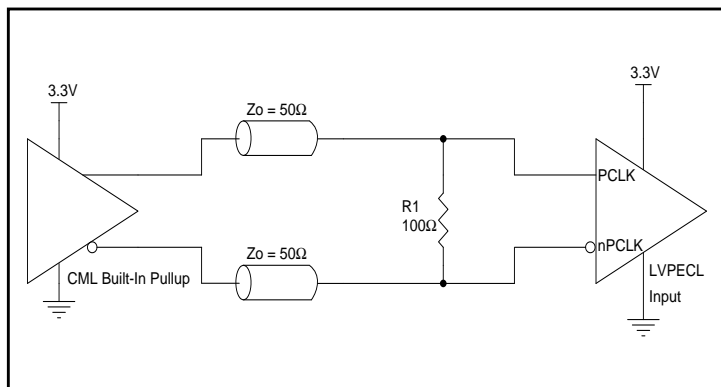 3.3V
3.3V
Zo = 50Ω
PCLK
R1
100Ω
Zo = 50Ω
nPCLK
CML Built-In Pullup
LVPECL
Input